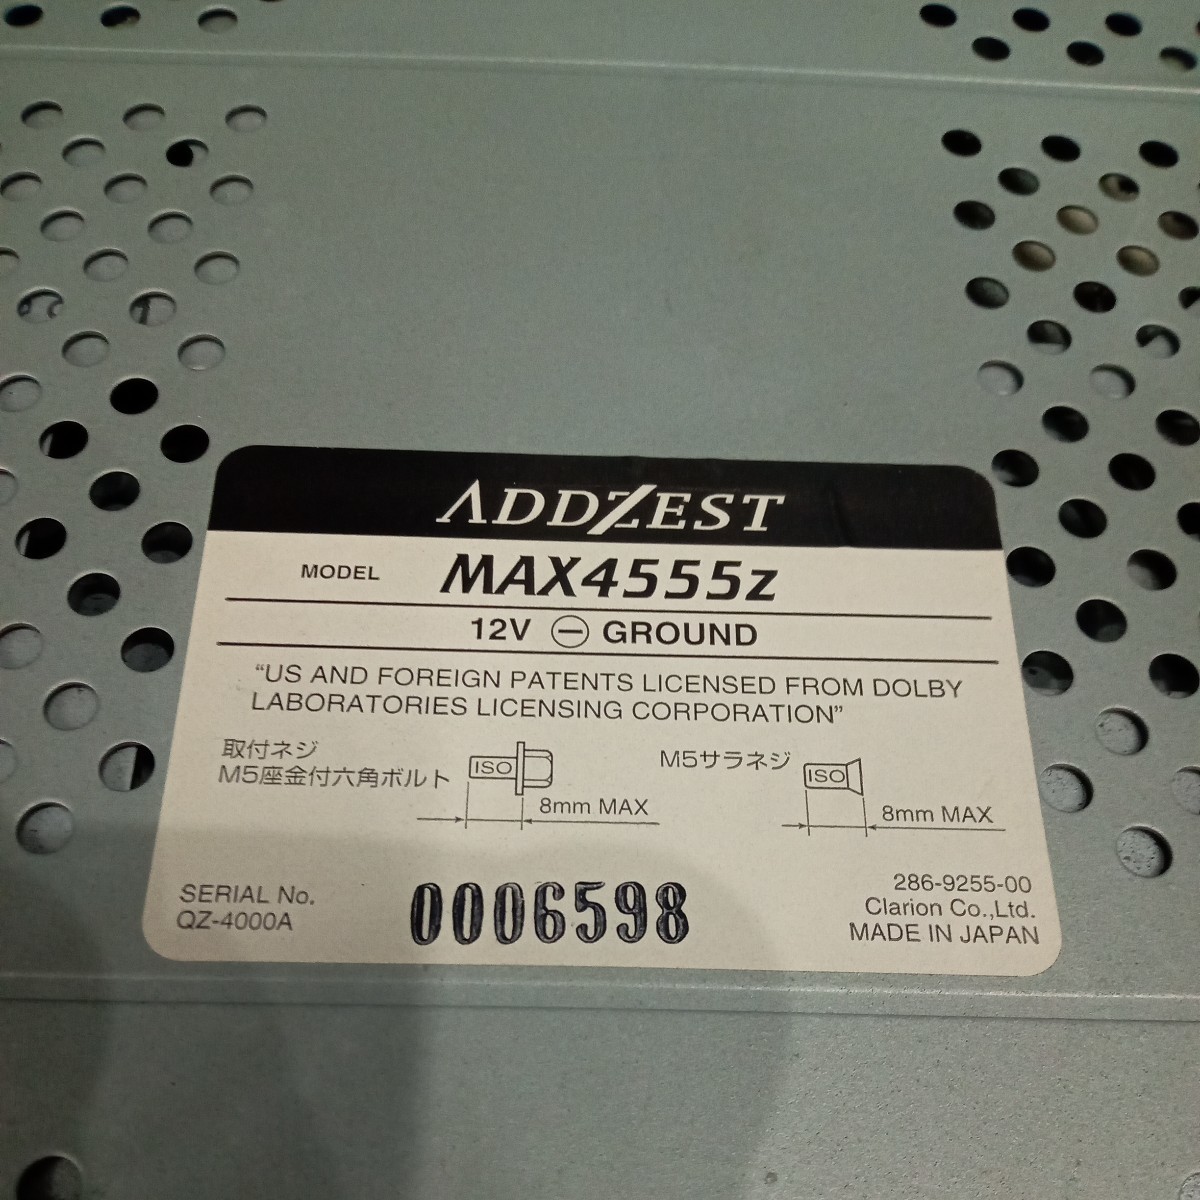 ADDZEST
MODEL MAX4555z
12V ⊖ GROUND
“US AND FOREIGN PATENTS LICENSED FROM DOLBY
LABORATORIES LICENSING CORPORATION”
取付ネジ
M5座金付六角ボルト
ISO
8mm MAX
M5サラネジ
ISO
8mm MAX
SERIAL No.
QZ-4000A
0006598
286-9255-00
Clarion Co.,Ltd.
MADE IN JAPAN